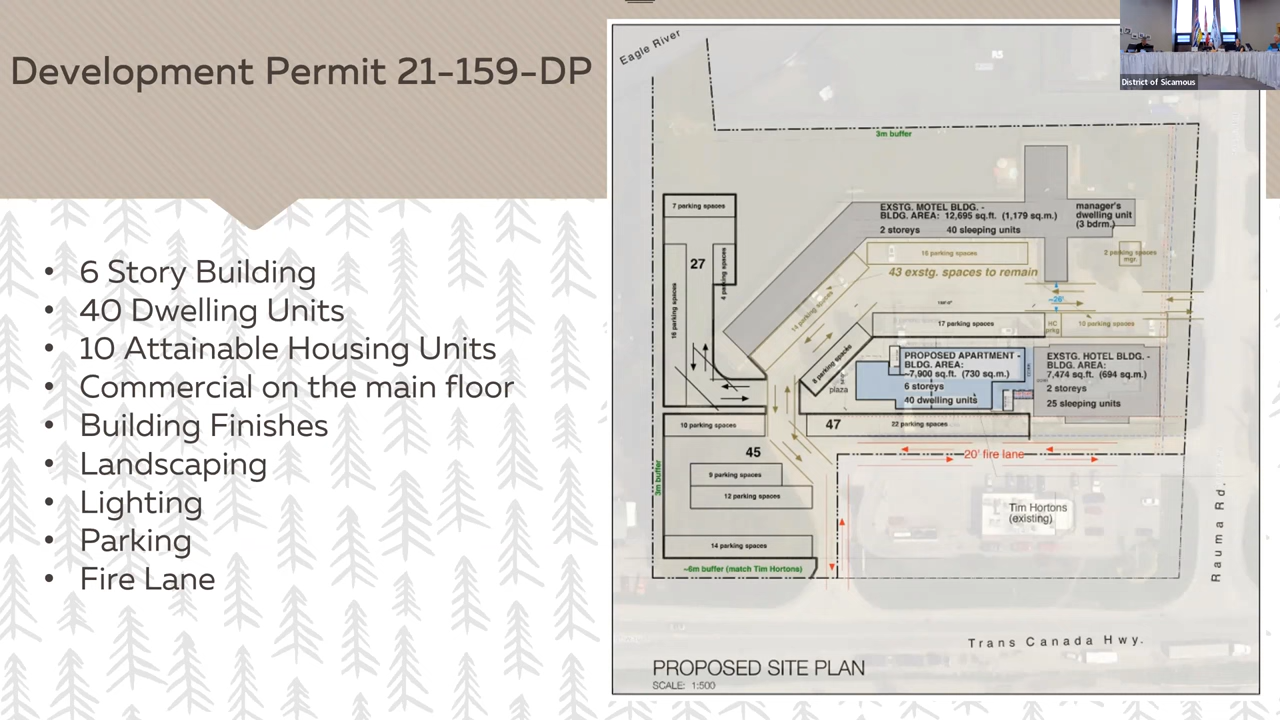 Development Permit 21-159-DP
• 6 Story Building
• 40 Dwelling Units
• 10 Attainable Housing Units
• Commercial on the main floor
• Building Finishes
• Landscaping
• Lighting
• Parking
• Fire Lane
District of Sicamous
Eagle River
3m buffer
7 parking spaces
27
4 parking spaces
16 parking spaces
EXSTG. MOTEL BLDG. -
BLDG. AREA: 12,695 sq.ft. (1,179 sq.m.)
2 storeys 40 sleeping units
manager's
dwelling unit
(3 bdrm.)
16 parking spaces
2 parking spaces
mgr.
43 exstg. spaces to remain
14 parking spaces
~26'
17 parking spaces
HC
prkg
10 parking spaces
8 parking spaces
plaza
PROPOSED APARTMENT -
BLDG. AREA:
~7,900 sq.ft. (730 sq.m.)
6 storeys
40 dwelling units
EXSTG. HOTEL BLDG. -
BLDG. AREA:
7,474 sq.ft. (694 sq.m.)
2 storeys
25 sleeping units
10 parking spaces
47
22 parking spaces
45
20' fire lane
3m buffer
9 parking spaces
12 parking spaces
Tim Hortons
(existing)
14 parking spaces
~6m buffer (match Tim Hortons)
Rauma Rd.
Trans Canada Hwy.
PROPOSED SITE PLAN
SCALE: 1:500